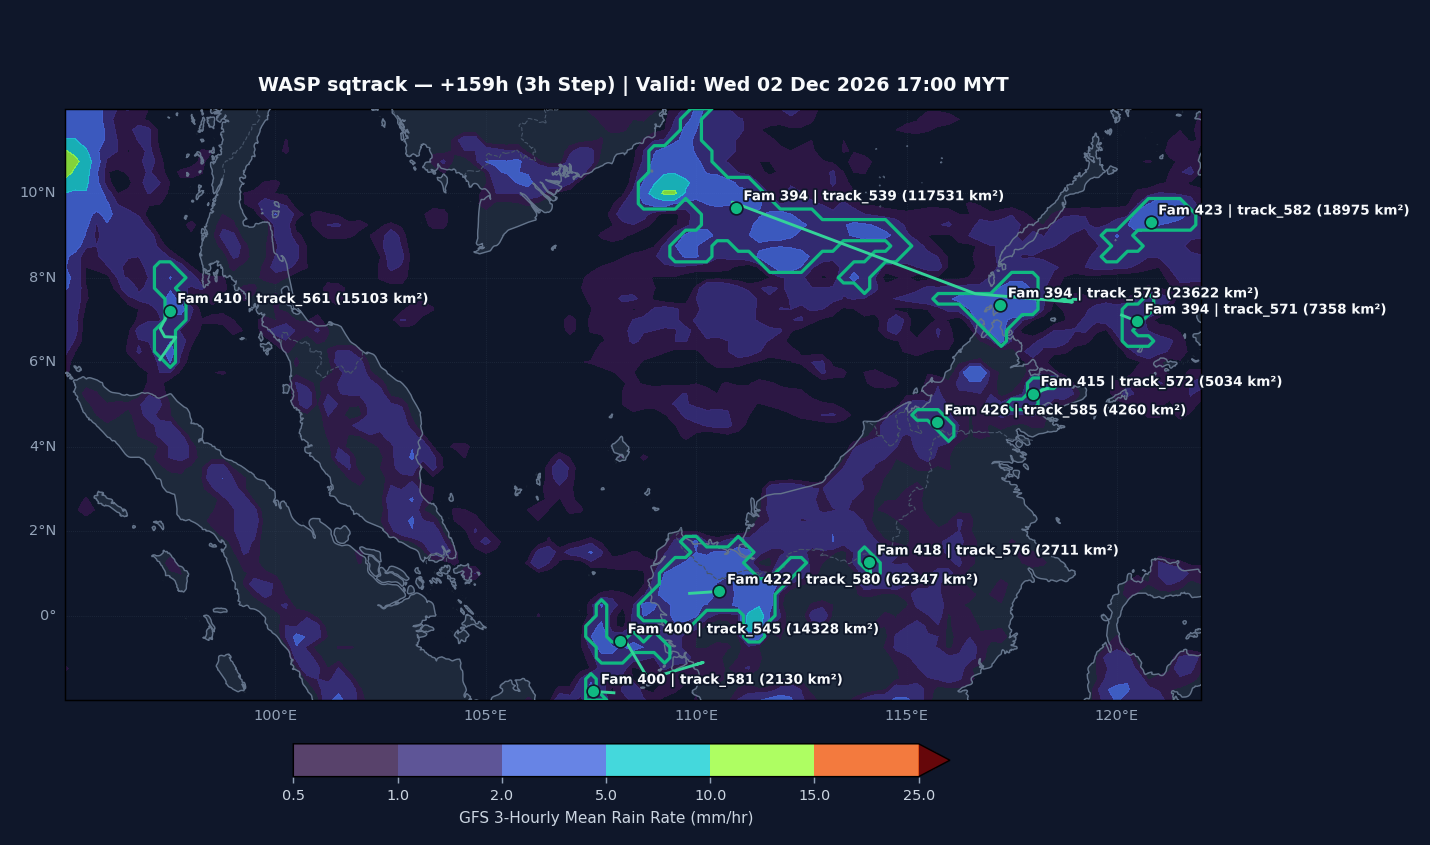 WASP sqtrack — +159h (3h Step) | Valid: Wed 02 Dec 2026 17:00 MYT
10°N
8°N
6°N
4°N
2°N
0°
Fam 394 | track_539 (117531 km²)
Fam 423 | track_582 (18975 km²)
Fam 410 | track_561 (15103 km²)
Fam 394 | track_573 (23622 km²)
Fam 394 | track_571 (7358 km²)
Fam 415 | track_572 (5034 km²)
Fam 426 | track_585 (4260 km²)
Fam 418 | track_576 (2711 km²)
Fam 422 | track_580 (62347 km²)
Fam 400 | track_545 (14328 km²)
Fam 400 | track_581 (2130 km²)
100°E 105°E 110°E 115°E 120°E
0.5 1.0 2.0 5.0 10.0 15.0 25.0
GFS 3-Hourly Mean Rain Rate (mm/hr)